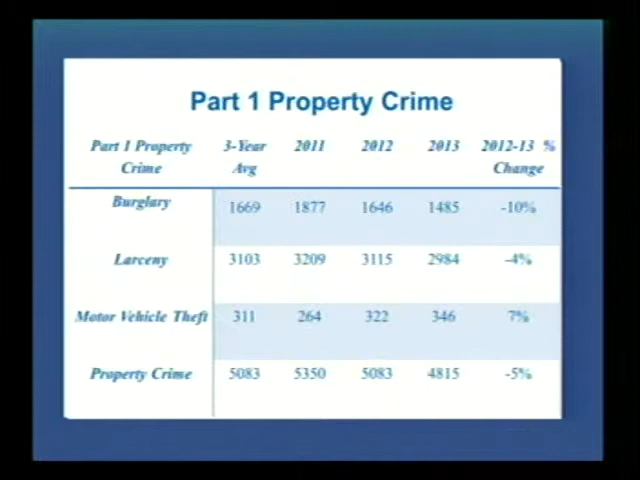 Part 1 Property Crime
Part 1 Property Crime 3-Year Avg 2011 2012 2013 2012-13 % Change
Burglary 1669 1877 1646 1485 -10%
Larceny 3103 3209 3115 2984 -4%
Motor Vehicle Theft 311 264 322 346 7%
Property Crime 5083 5350 5083 4815 -5%